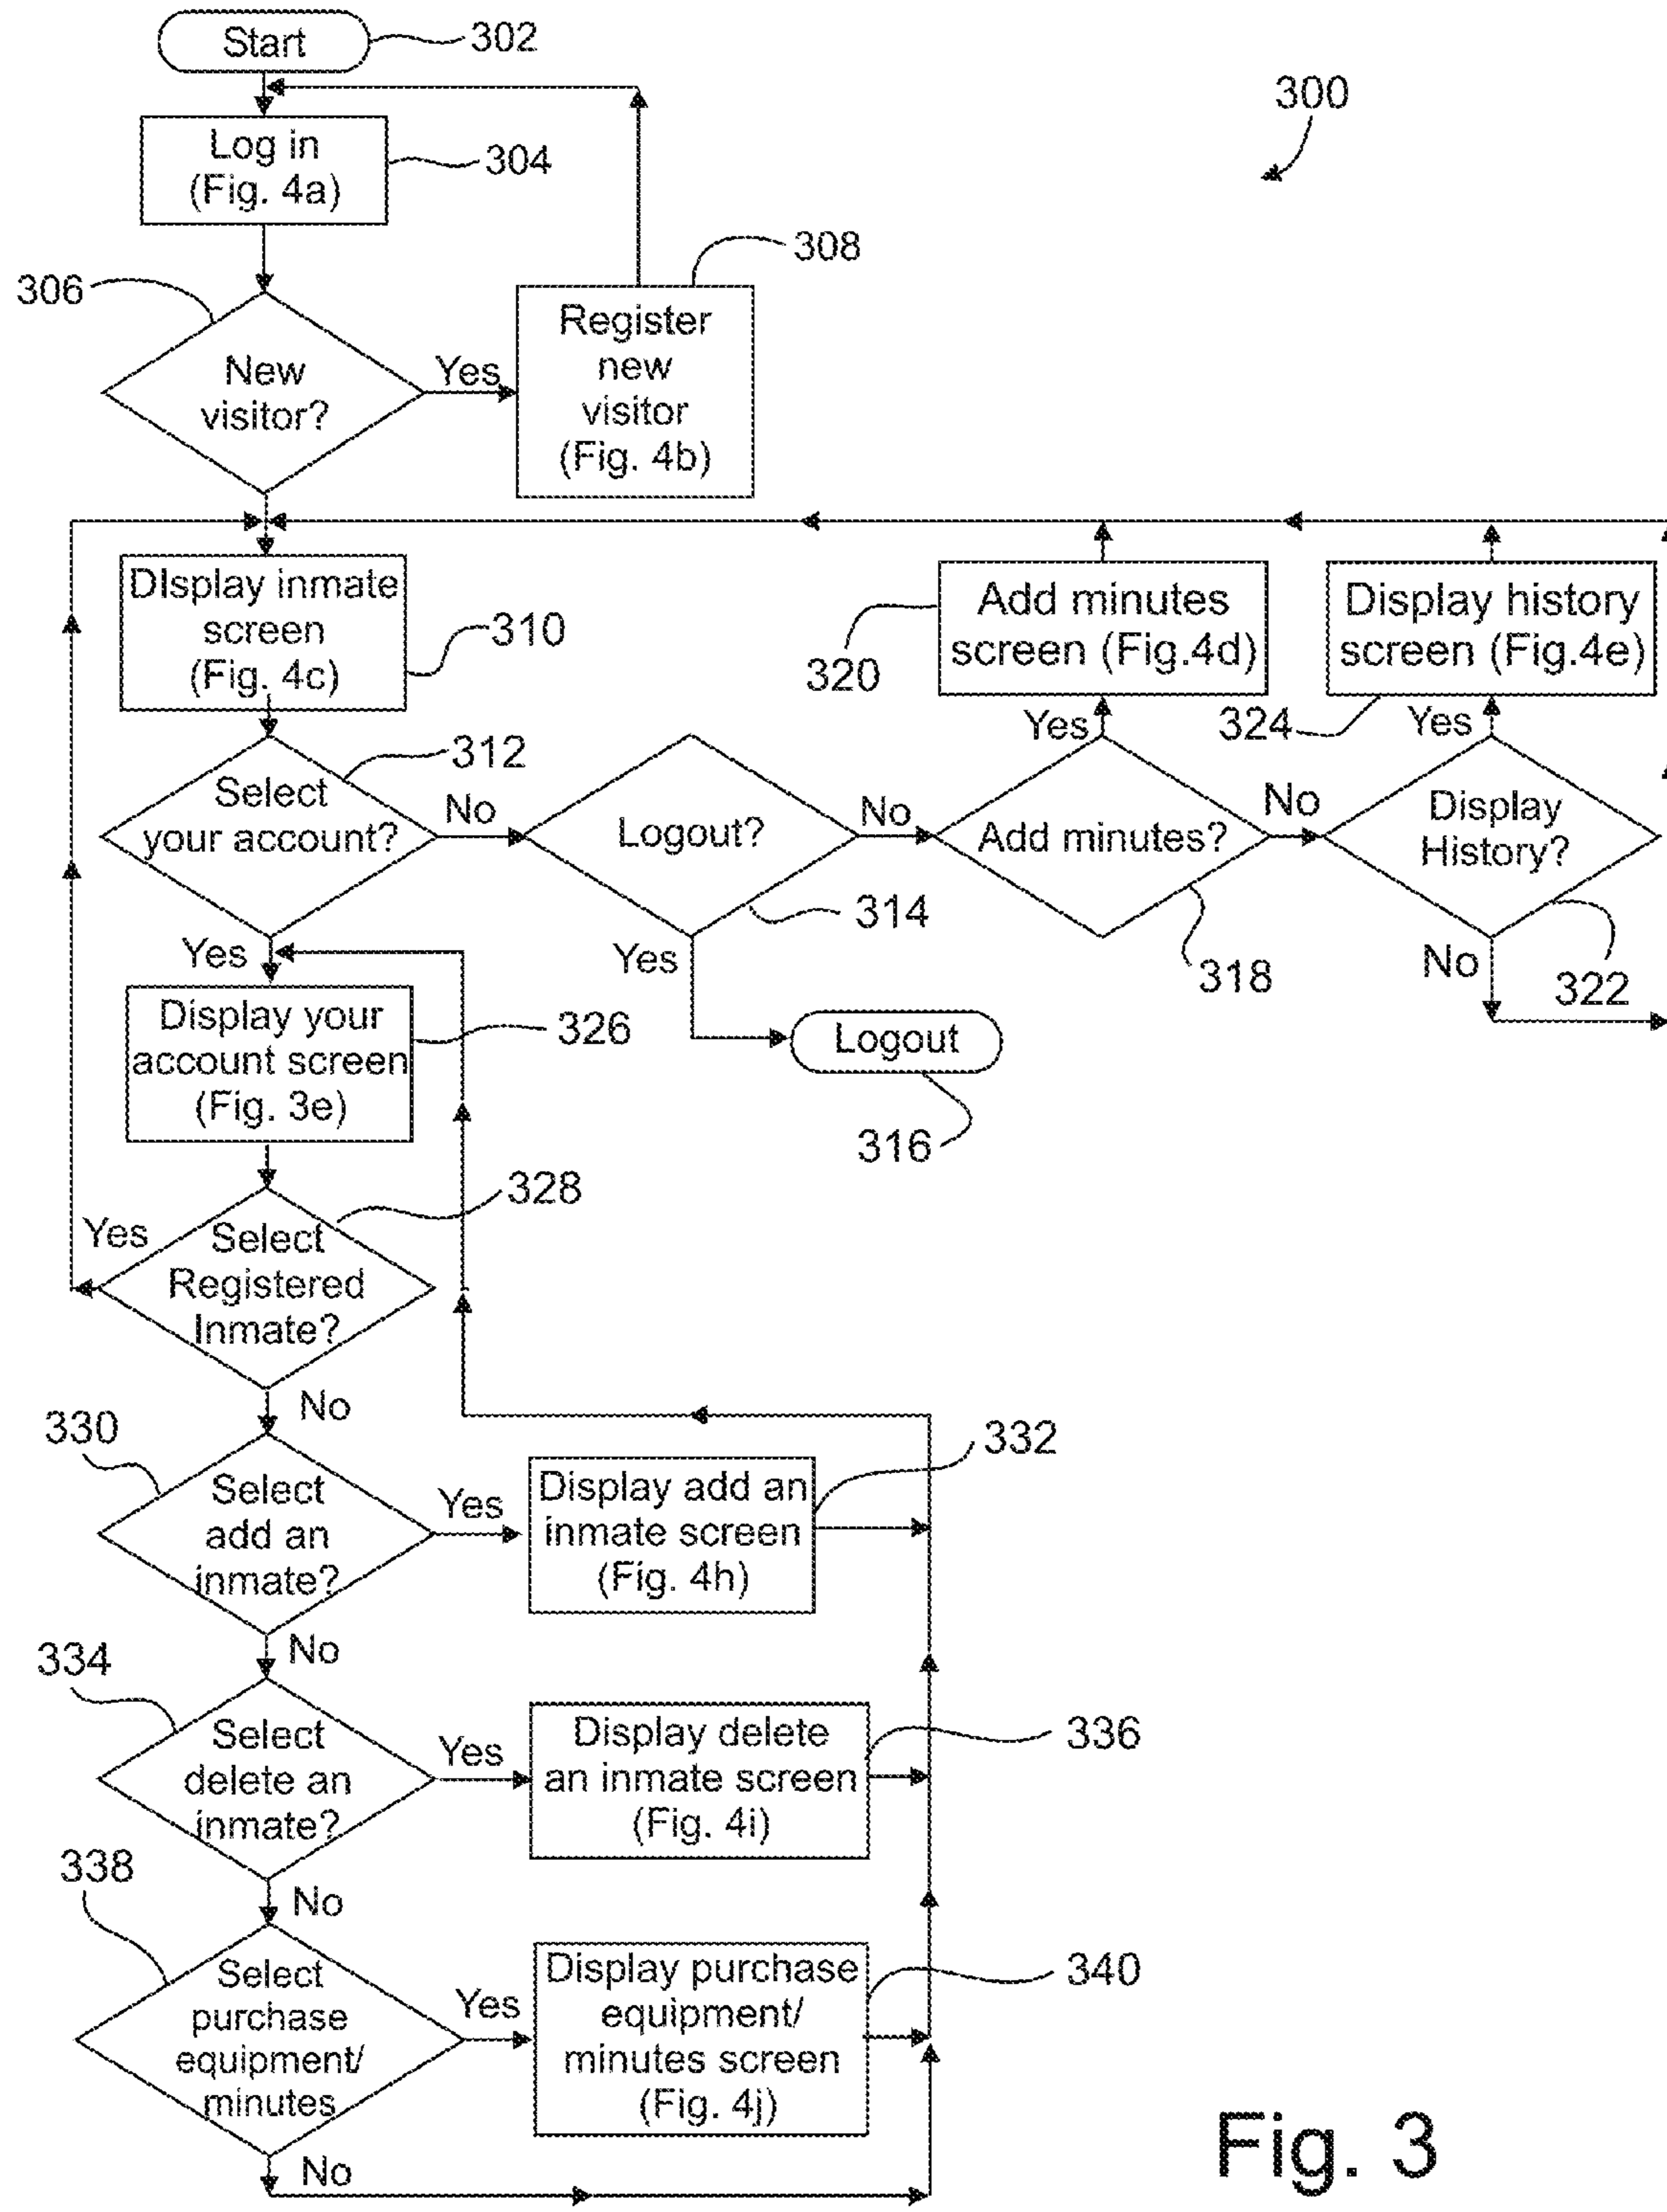 Start
302
300
Log in
(Fig. 4a)
304
306
308
New
visitor?
Yes
Register
new
visitor
(Fig. 4b)
DIsplay inmate
screen
(Fig. 4c)
310
320
Add minutes
screen (Fig.4d)
Display history
screen (Fig.4e)
324
312
Yes
Yes
Select
your account?
No
Logout?
No
Add minutes?
No
Display
History?
314
318
322
Yes
Yes
No
Display your
account screen
(Fig. 3e)
326
Logout
316
328
Yes
Select
Registered
Inmate?
No
330
332
Select
add an
inmate?
Yes
Display add an
inmate screen
(Fig. 4h)
No
334
Select
delete an
inmate?
Yes
Display delete
an inmate screen
(Fig. 4i)
336
338
No
Select
purchase
equipment/
minutes
Yes
Display purchase
equipment/
minutes screen
(Fig. 4j)
340
No
Fig. 3